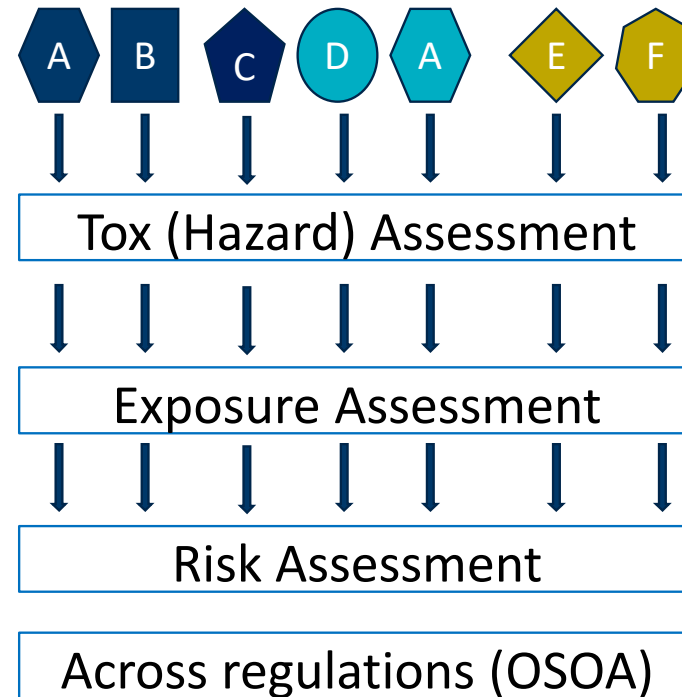 A B C D A E F
Tox (Hazard) Assessment
Exposure Assessment
Risk Assessment
Across regulations (OSOA)